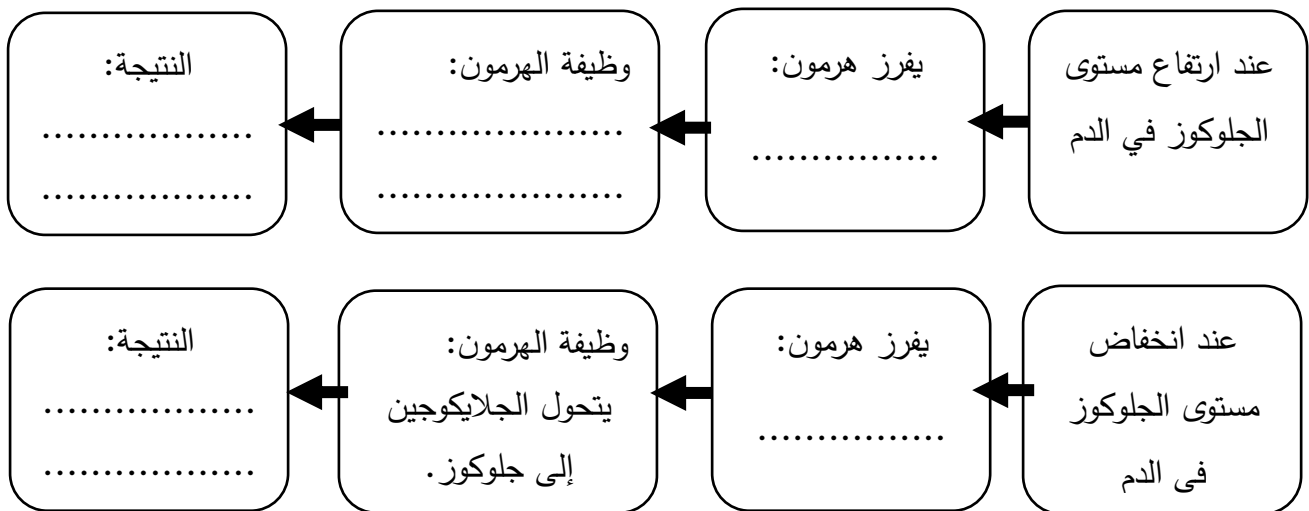 عند ارتفاع مستوى
الجلوكوز في الدم
يفرز هرمون:
................
وظيفة الهرمون:
.....................
.....................
النتيجة:
..................
..................
عند انخفاض
مستوى الجلوكوز
فى الدم
يفرز هرمون:
................
وظيفة الهرمون:
يتحول الجلايكوجين
إلى جلوكوز.
النتيجة:
..................
..................